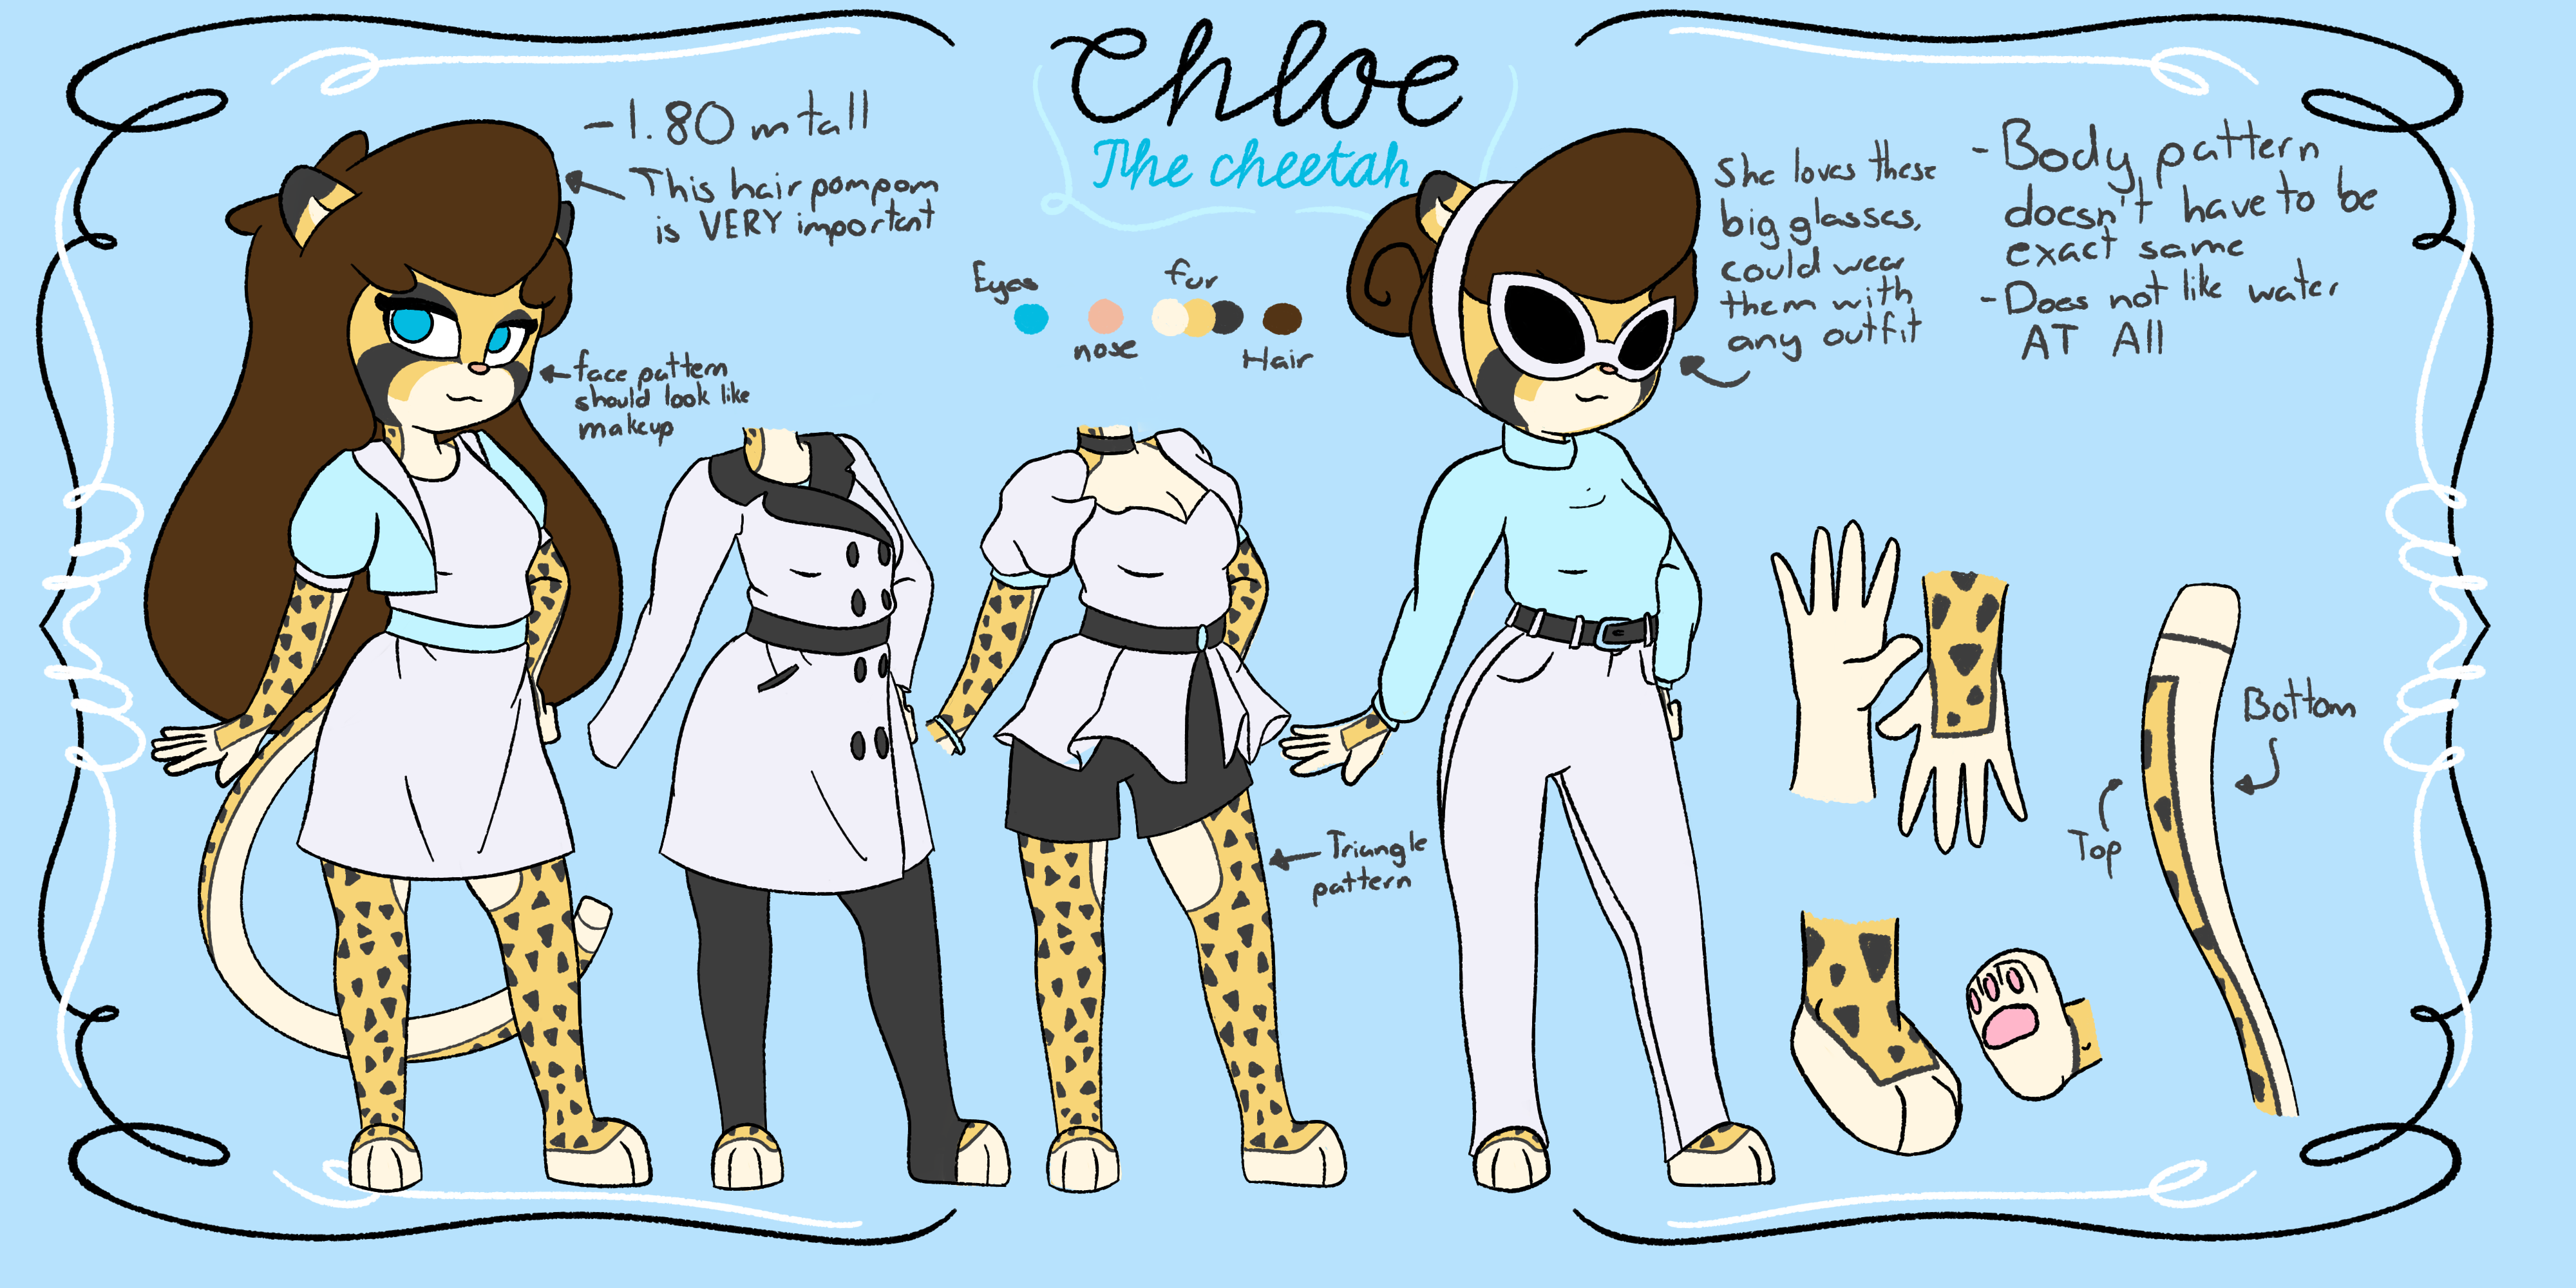 Chloe
The cheetah
- 1.80 m tall
This hair pompom
is VERY important
face pattern
should look like
makeup
Eyes
nose
fur
Hair
She loves these
big glasses,
could wear
them with
any outfit
- Body pattern
doesn't have to be
exact same
- Does not like water
AT All
Triangle
pattern
Top
Bottom